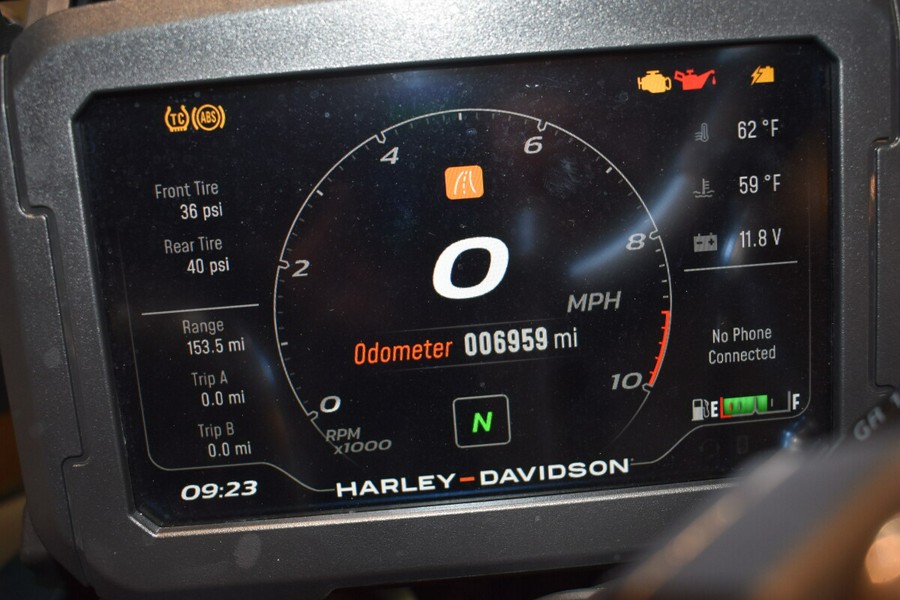 TC ABS
Front Tire
36 psi
Rear Tire
40 psi
Range
153.5 mi
Trip A
0.0 mi
Trip B
0.0 mi
09:23
0
2
4
6
8
10
0
MPH
Odometer 006959 mi
RPM
x1000
N
HARLEY-DAVIDSON
62 °F
59 °F
11.8 V
No Phone
Connected
E F